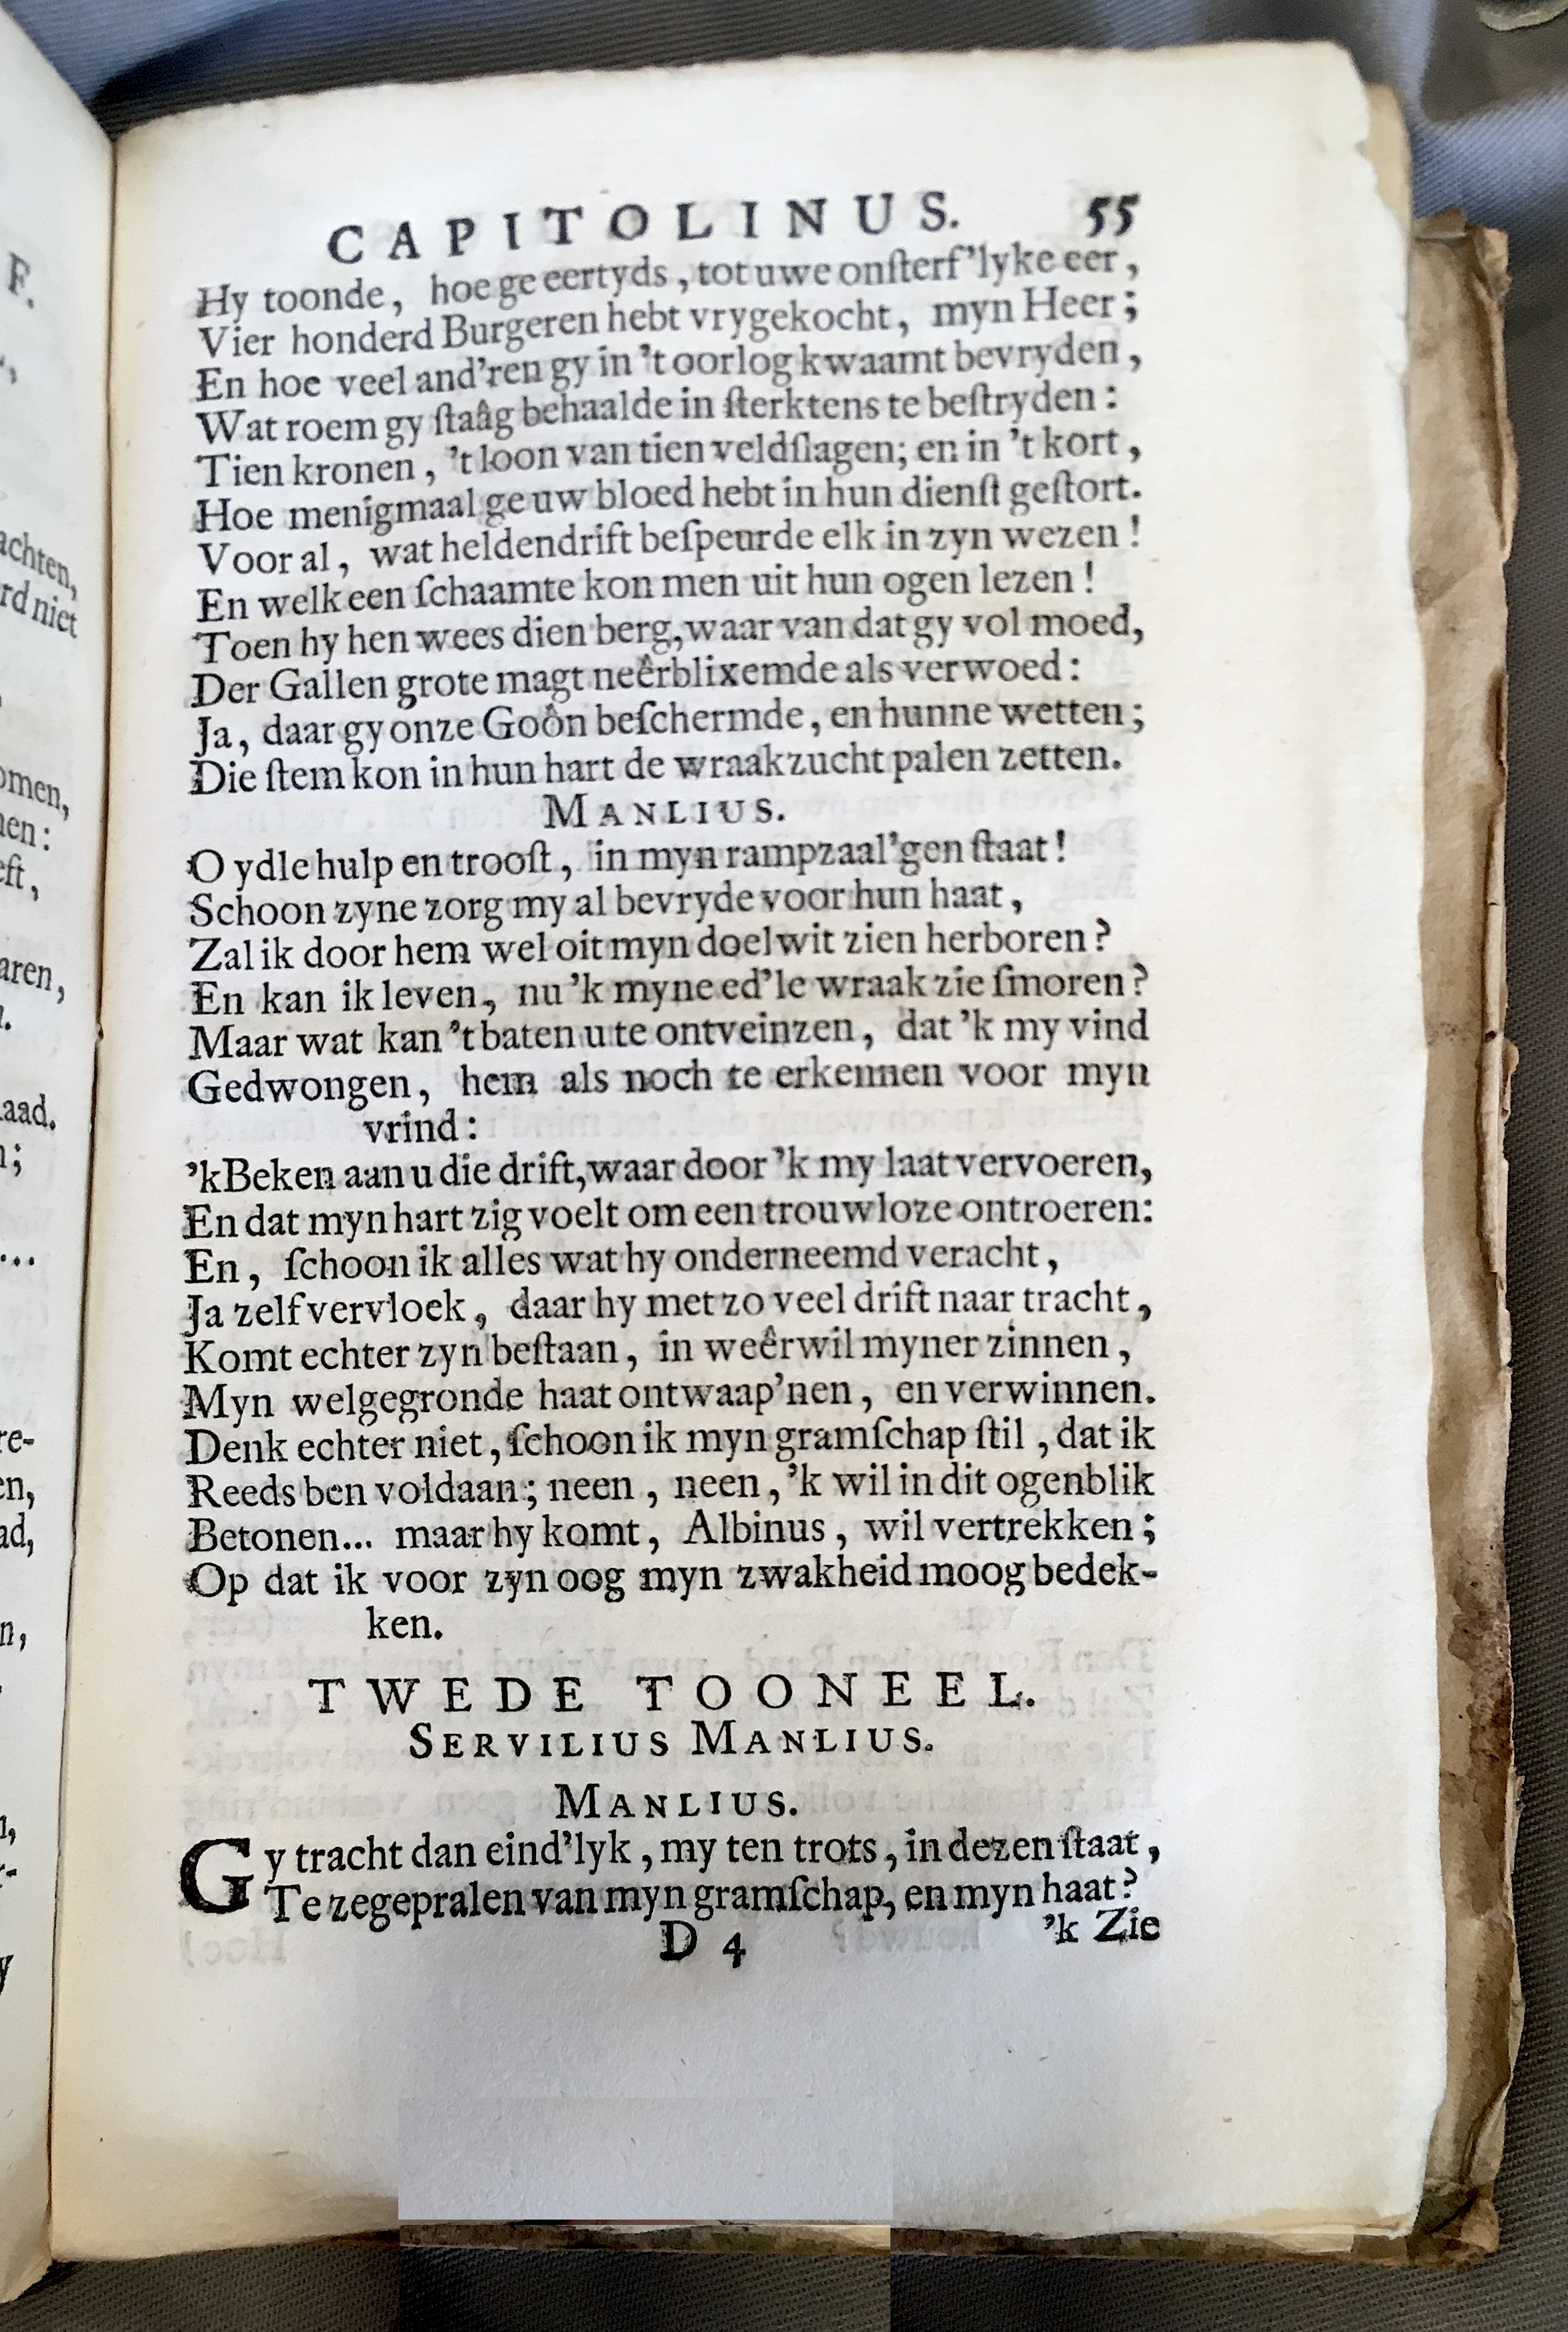 F.
achten,
rd niet
omen,
nen:
eft,
aren,
aad.
n;
...
re-
en,
ad,
n,
CAPITOLINUS. 55
Hy toonde, hoe ge eertyds, tot uwe onſterf'lyke eer,
Vier honderd Burgeren hebt vrygekocht, myn Heer;
En hoe veel and'ren gy in 't oorlog kwaamt bevryden,
Wat roem gy ſtaâg behaalde in ſterktens te beſtryden:
Tien kronen, 't loon van tien veldſlagen; en in 't kort,
Hoe menigmaal ge uw bloed hebt in hun dienſt geſtort.
Voor al, wat heldendrift beſpeurde elk in zyn wezen!
En welk een ſchaamte kon men uit hun ogen lezen!
Toen hy hen wees dien berg, waar van dat gy vol moed,
Der Gallen grote magt neêrblixemde als verwoed:
Ja, daar gy onze Goôn beſchermde, en hunne wetten;
Die ſtem kon in hun hart de wraakzucht palen zetten.
MANLIUS.
O ydle hulp en trooſt, in myn rampzaal'gen ſtaat!
Schoon zyne zorg my al bevryde voor hun haat,
Zal ik door hem wel oit myn doelwit zien herboren?
En kan ik leven, nu 'k myne ed'le wraak zie ſmoren?
Maar wat kan 't baten u te ontveinzen, dat 'k my vind
Gedwongen, hem als noch te erkennen voor myn
vrind:
'k Beken aan u die drift, waar door 'k my laat vervoeren,
En dat myn hart zig voelt om een trouwloze ontroeren:
En, ſchoon ik alles wat hy onderneemd veracht,
Ja zelf vervloek, daar hy met zo veel drift naar tracht,
Komt echter zyn beſtaan, in weêrwil myner zinnen,
Myn welgegronde haat ontwaap'nen, en verwinnen.
Denk echter niet, ſchoon ik myn gramſchap ſtil, dat ik
Reeds ben voldaan; neen, neen, 'k wil in dit ogenblik
Betonen... maar hy komt, Albinus, wil vertrekken;
Op dat ik voor zyn oog myn zwakheid moog bedek-
ken.
TWEDE TOONEEL.
SERVILIUS MANLIUS.
MANLIUS.
Gy tracht dan eind'lyk, my ten trots, in dezen ſtaat,
Te zegepralen van myn gramſchap, en myn haat?
D 4 'k Zie